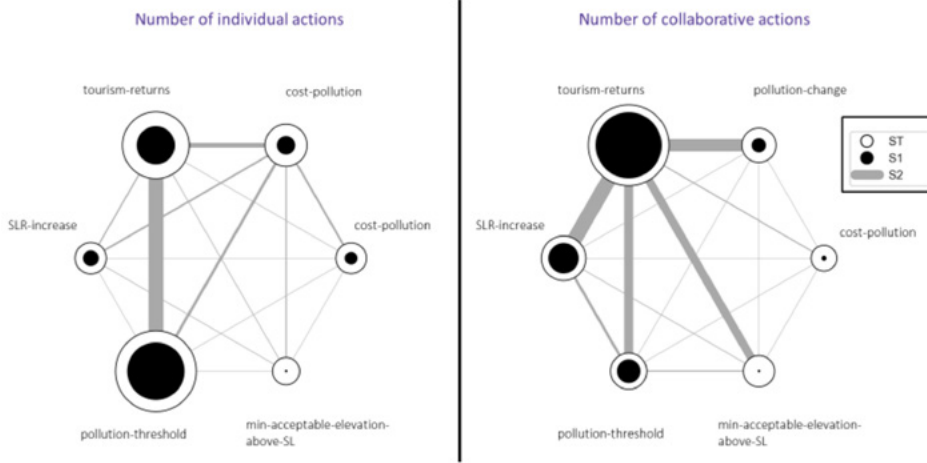 Number of individual actions
tourism-returns
cost-pollution
SLR-increase
cost-pollution
pollution-threshold
min-acceptable-elevation-
above-SL
Number of collaborative actions
tourism-returns
pollution-change
ST
S1
S2
SLR-increase
cost-pollution
pollution-threshold
min-acceptable-elevation-
above-SL